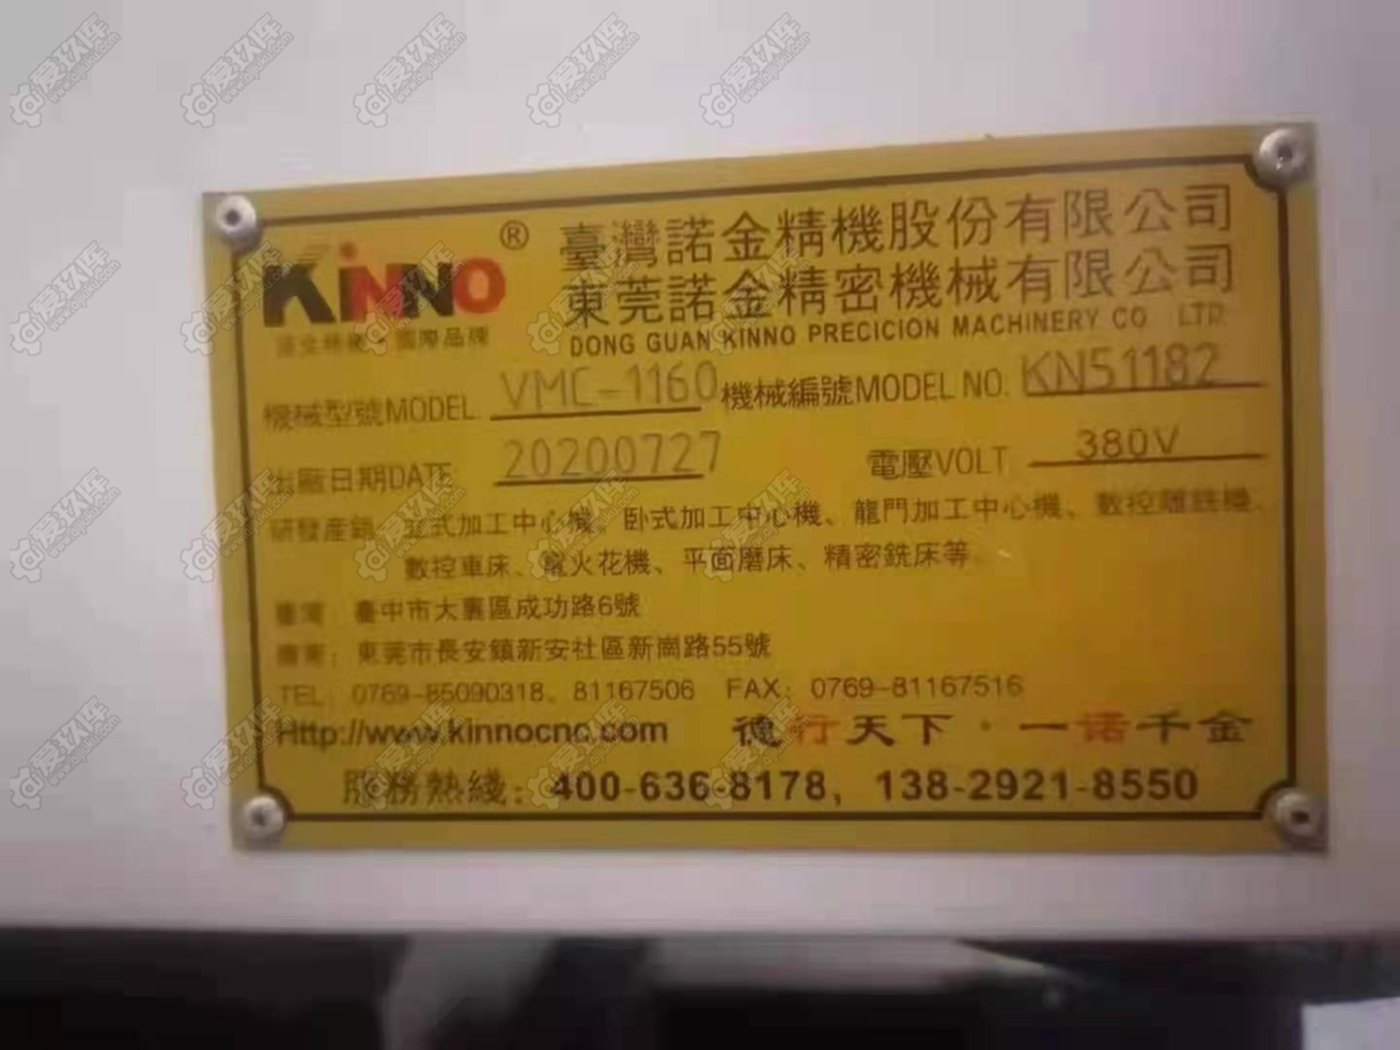 KiNNO ®
臺灣諾金精機股份有限公司
東莞諾金精密機械有限公司
DONG GUAN KINNO PRECICION MACHINERY CO LTD
國際品牌
機械型號MODEL VMC-1160 機械編號MODEL NO. KN51182
出廠日期DATE 20200727 電壓VOLT 380V
研發產銷：立式加工中心機、卧式加工中心機、龍門加工中心機、數控雕銑機、
數控車床、電火花機、平面磨床、精密銑床等。
臺灣：臺中市大裏區成功路6號
廣東：東莞市長安鎮新安社區新崗路55號
TEL：0769-85090318、81167506 FAX：0769-81167516
Http://www.kinnocnc.com 德行天下·一诺千金
服務熱綫：400-636-8178，138-2921-8550
爱玖库